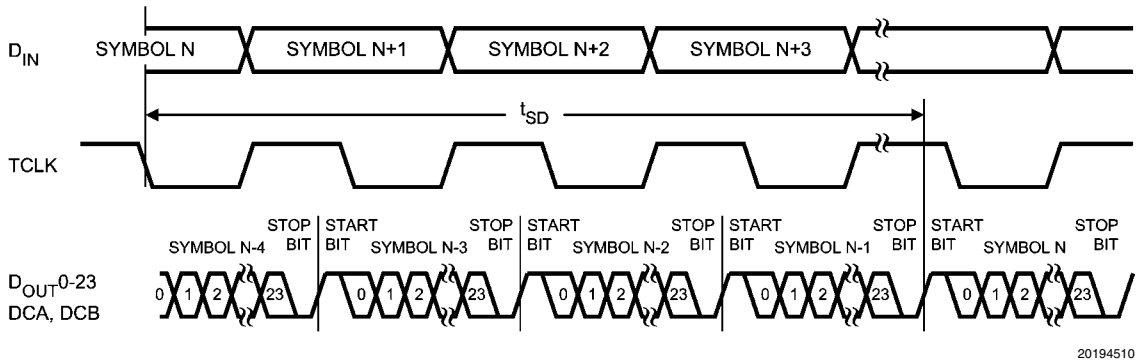 D_IN
SYMBOL N SYMBOL N+1 SYMBOL N+2 SYMBOL N+3
t_SD
TCLK
STOP BIT START BIT STOP BIT START BIT STOP BIT START BIT STOP BIT START BIT STOP BIT
SYMBOL N-4 SYMBOL N-3 SYMBOL N-2 SYMBOL N-1 SYMBOL N
D_OUT0-23
0 1 2 23 0 1 2 23 0 1 2 23 0 1 2 23 0 1 2 23
DCA, DCB
20194510